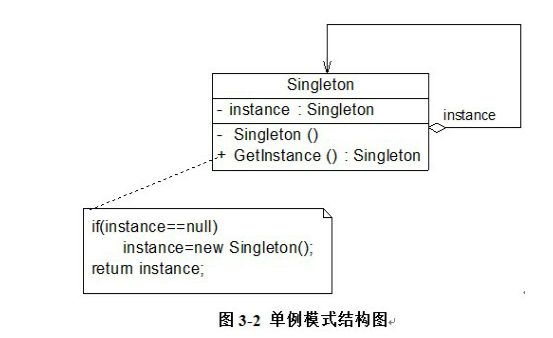 Singleton
- instance : Singleton
instance
- Singleton ()
+ GetInstance () : Singleton
if(instance==null)
instance=new Singleton();
return instance;
图 3-2 单例模式结构图